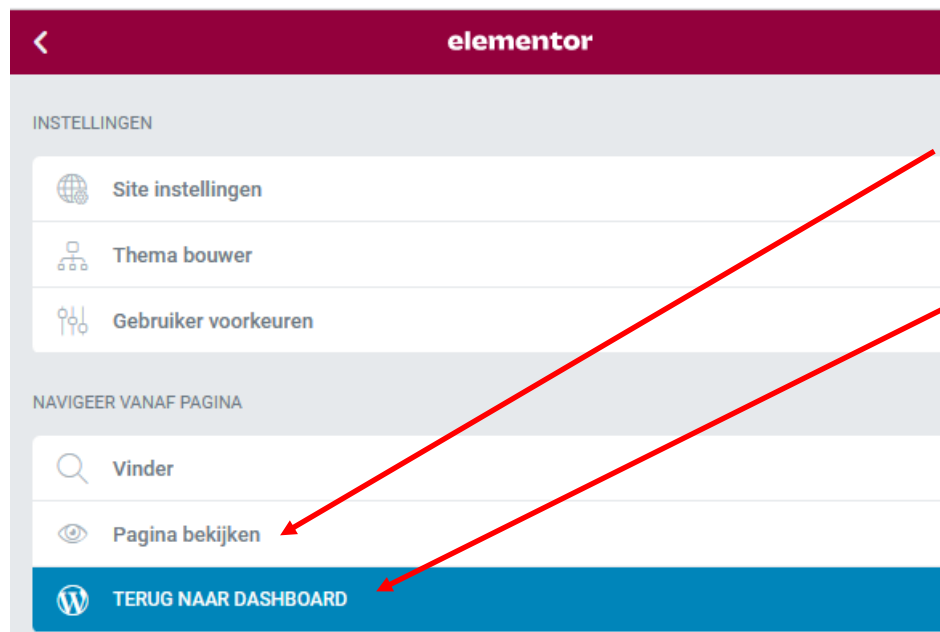 elementor
INSTELLINGEN
Site instellingen
Thema bouwer
Gebruiker voorkeuren
NAVIGEER VANAF PAGINA
Vinder
Pagina bekijken
TERUG NAAR DASHBOARD